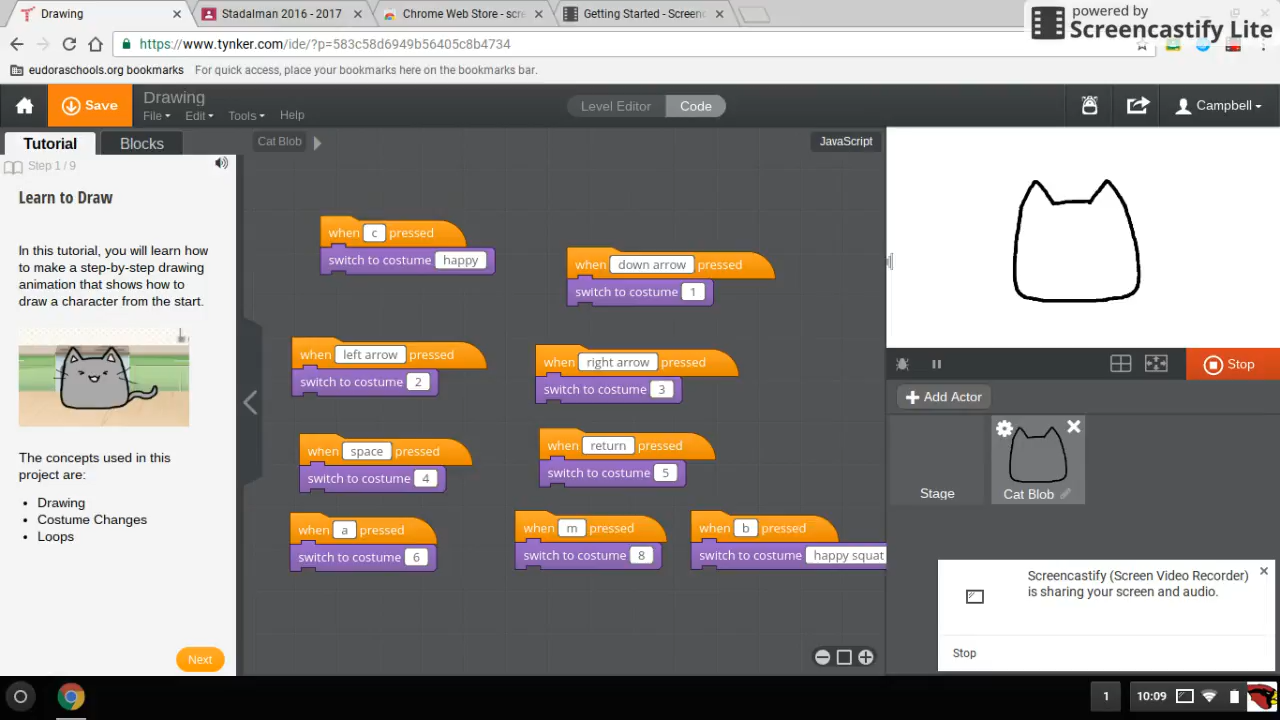 Drawing
Stadalman 2016 - 2017
Chrome Web Store - scre
Getting Started - Screenc
powered by
Screencastify Lite
https://www.tynker.com/ide/?p=583c58d6949b56405c8b4734
eudoraschools.org bookmarks
For quick access, place your bookmarks here on the bookmarks bar.
Save
Drawing
File
Edit
Tools
Help
Level Editor
Code
Campbell
Tutorial
Blocks
Cat Blob
JavaScript
Step 1 / 9
Learn to Draw
In this tutorial, you will learn how
to make a step-by-step drawing
animation that shows how to
draw a character from the start.
The concepts used in this
project are:
• Drawing
• Costume Changes
• Loops
Next
when c pressed
switch to costume happy
when down arrow pressed
switch to costume 1
when left arrow pressed
switch to costume 2
when right arrow pressed
switch to costume 3
when space pressed
switch to costume 4
when return pressed
switch to costume 5
when a pressed
switch to costume 6
when m pressed
switch to costume 8
when b pressed
switch to costume happy squat
Stop
Add Actor
Stage
Cat Blob
Screencastify (Screen Video Recorder)
is sharing your screen and audio.
Stop
1
10:09